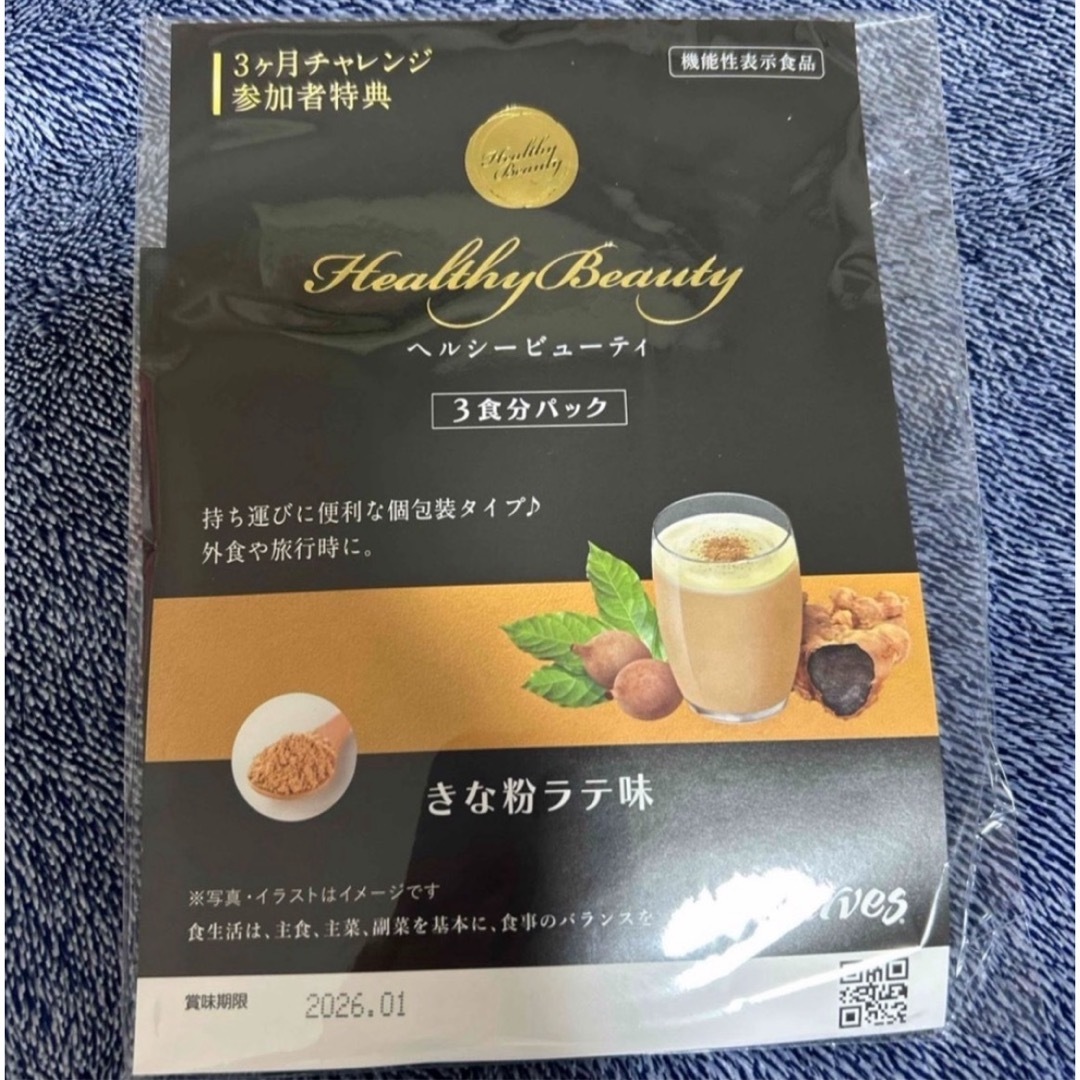 3ヶ月チャレンジ
参加者特典
機能性表示食品
Healthy
Beauty
Healthy Beauty
ヘルシービューティ
3食分パック
持ち運びに便利な個包装タイプ♪
外食や旅行時に。
きな粉ラテ味
※写真・イラストはイメージです
食生活は、主食、主菜、副菜を基本に、食事のバランスを
賞味期限
2026.01